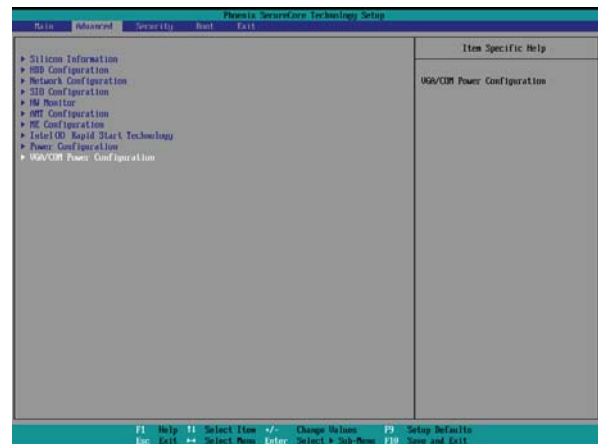 Phoenix SecureCore Technology Setup
Main Advanced Security Boot Exit
Item Specific Help
▶ Silicon Information
▶ HDD Configuration
VGA/COM Power Configuration
▶ Network Configuration
▶ SIO Configuration
▶ HW Monitor
▶ AMT Configuration
▶ ME Configuration
▶ Intel(R) Rapid Start Technology
▶ Power Configuration
▶ VGA/COM Power Configuration
F1 Help ↑↓ Select Item +/- Change Values F9 Setup Defaults
Esc Exit ↔ Select Menu Enter Select ▶ Sub-Menu F10 Save and Exit